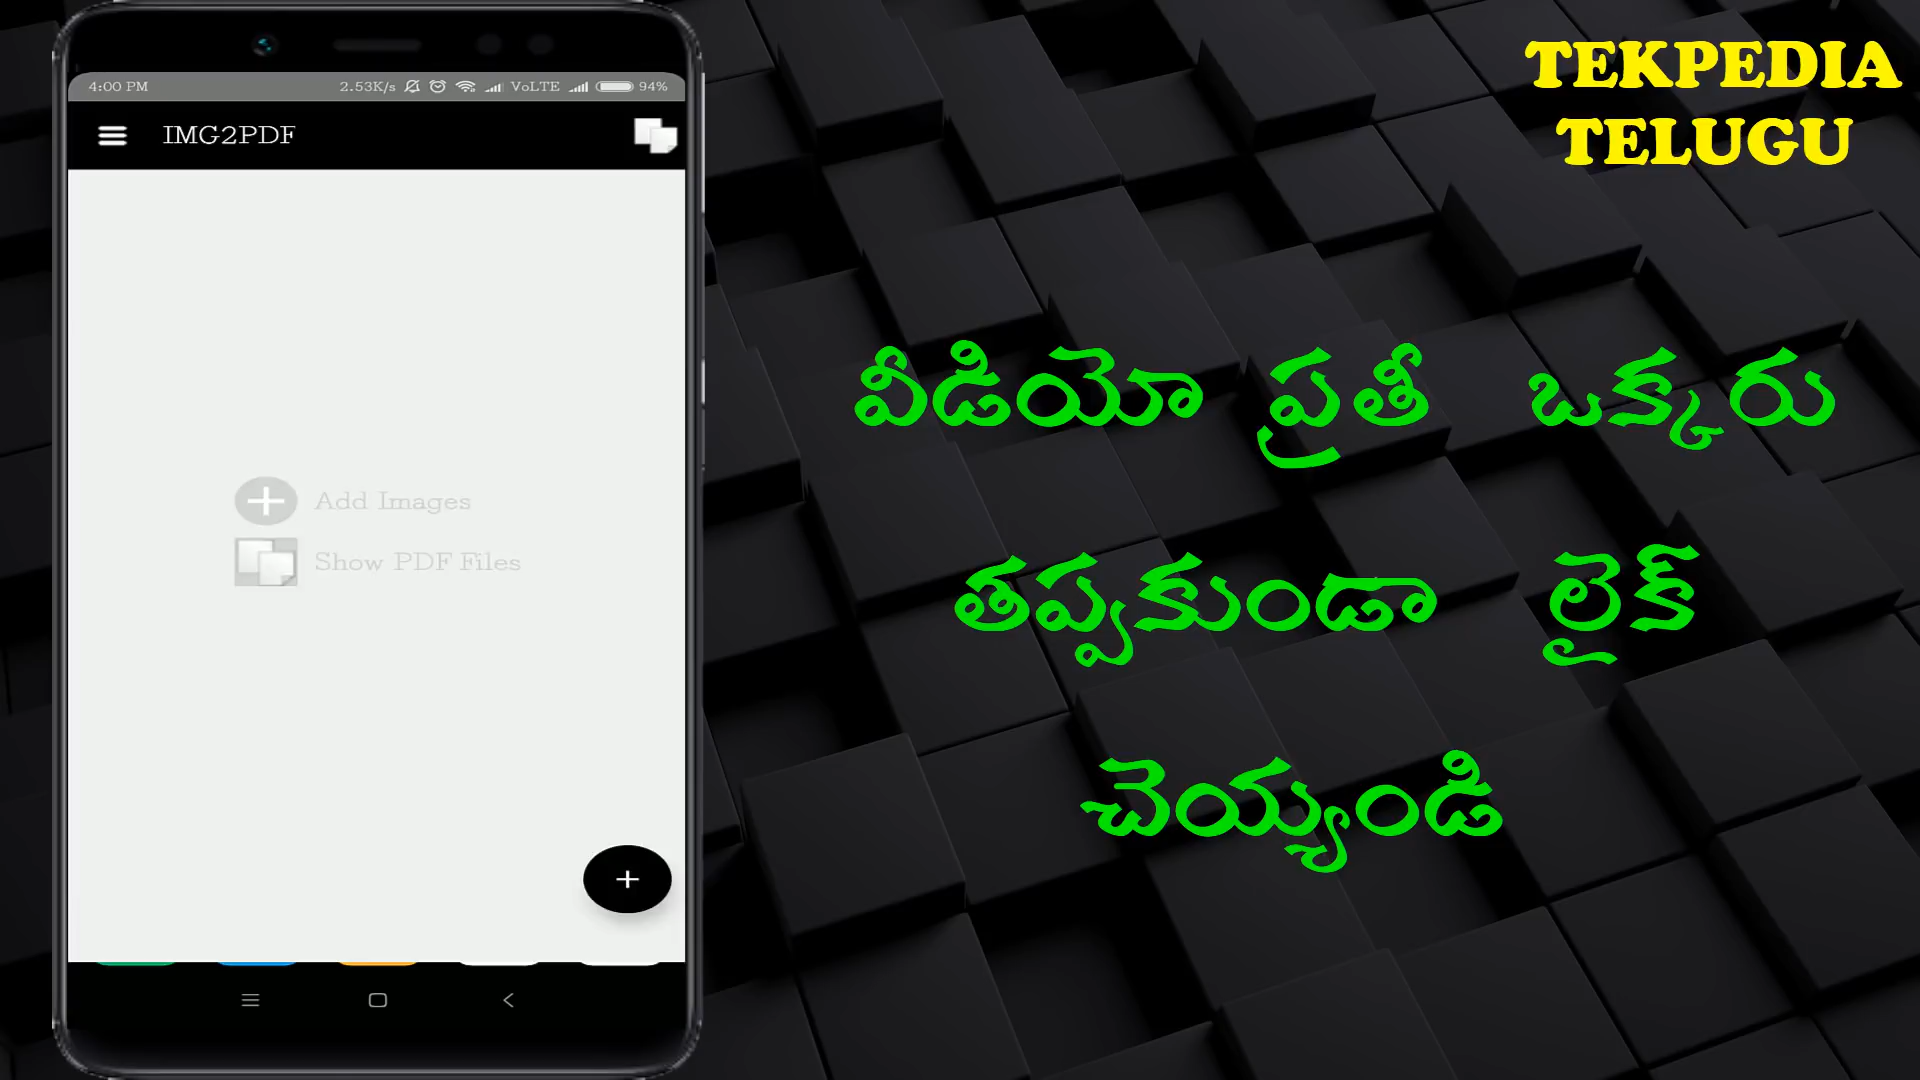 4:00 PM 2.53K/s VoLTE 94%
IMG2PDF
Add Images
Show PDF Files
TEKPEDIA
TELUGU
వీడియో ప్రతీ ఒక్కరు
తప్పకుండా లైక్
చెయ్యండి